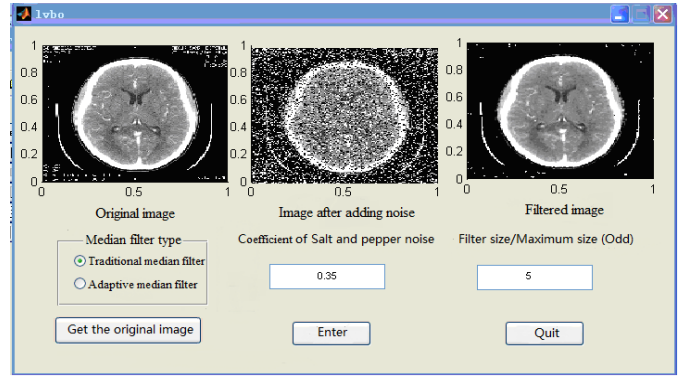 lvbo
1
0.8
0.6
0.4
0.2
0
0 0.5 1
Original image
1
0.8
0.6
0.4
0.2
0
0 0.5 1
Image after adding noise
1
0.8
0.6
0.4
0.2
0
0 0.5 1
Filtered image
Median filter type
Traditional median filter
Adaptive median filter
Coefficient of Salt and pepper noise
0.35
Filter size/Maximum size (Odd)
5
Get the original image
Enter
Quit